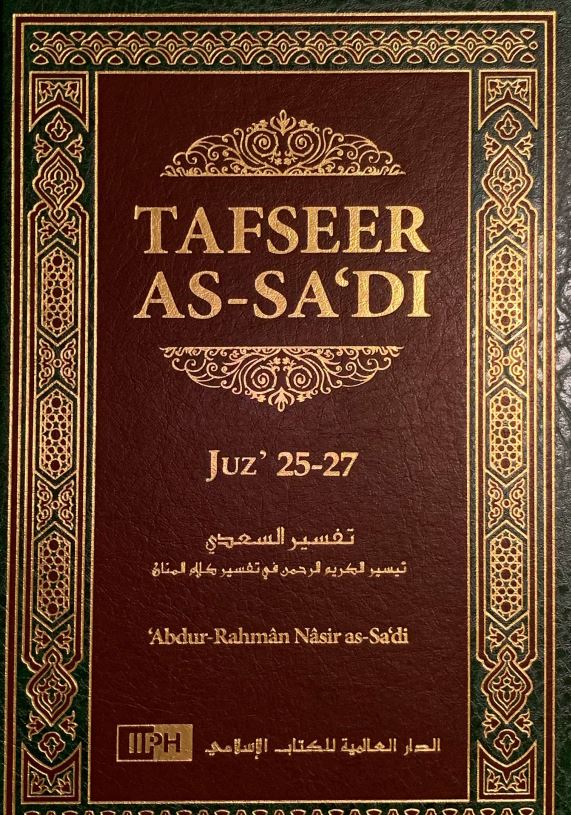 TAFSEER
AS-SA‘DI
JUZ’ 25-27
تفسير السعدي
تيسير الكريم الرحمن في تفسير كلام المنان
‘Abdur-Rahmân Nâsir as-Sa‘di
IIPH الدار العالمية للكتاب الإسلامي